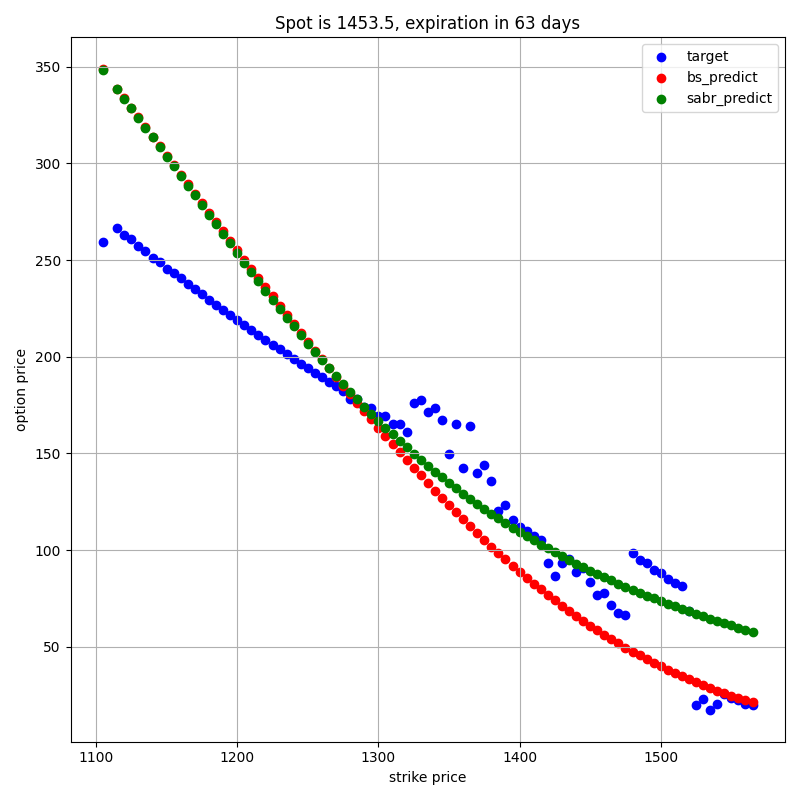 Spot is 1453.5, expiration in 63 days
target
bs_predict
sabr_predict
350
300
250
200
150
100
50
option price
1100 1200 1300 1400 1500
strike price